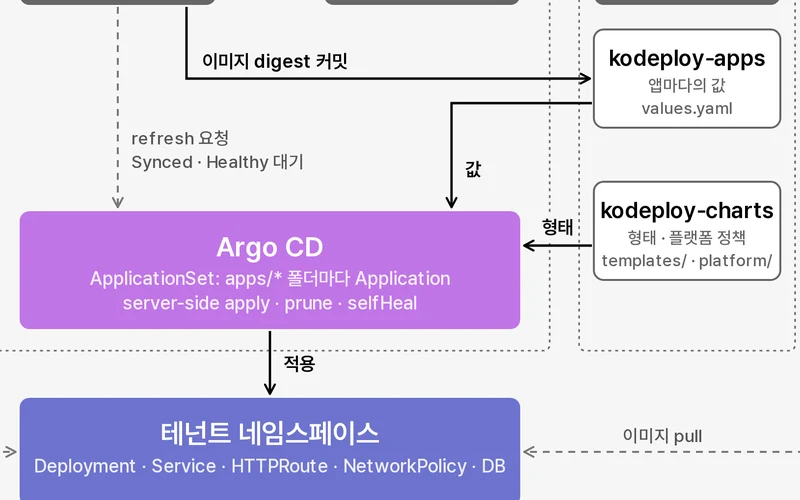 이미지 digest 커밋
kodeploy-apps
앱마다의 값
values.yaml
refresh 요청
Synced · Healthy 대기
값
kodeploy-charts
형태 · 플랫폼 정책
templates/ · platform/
형태
Argo CD
ApplicationSet: apps/* 폴더마다 Application
server-side apply · prune · selfHeal
적용
테넌트 네임스페이스
Deployment · Service · HTTPRoute · NetworkPolicy · DB
이미지 pull